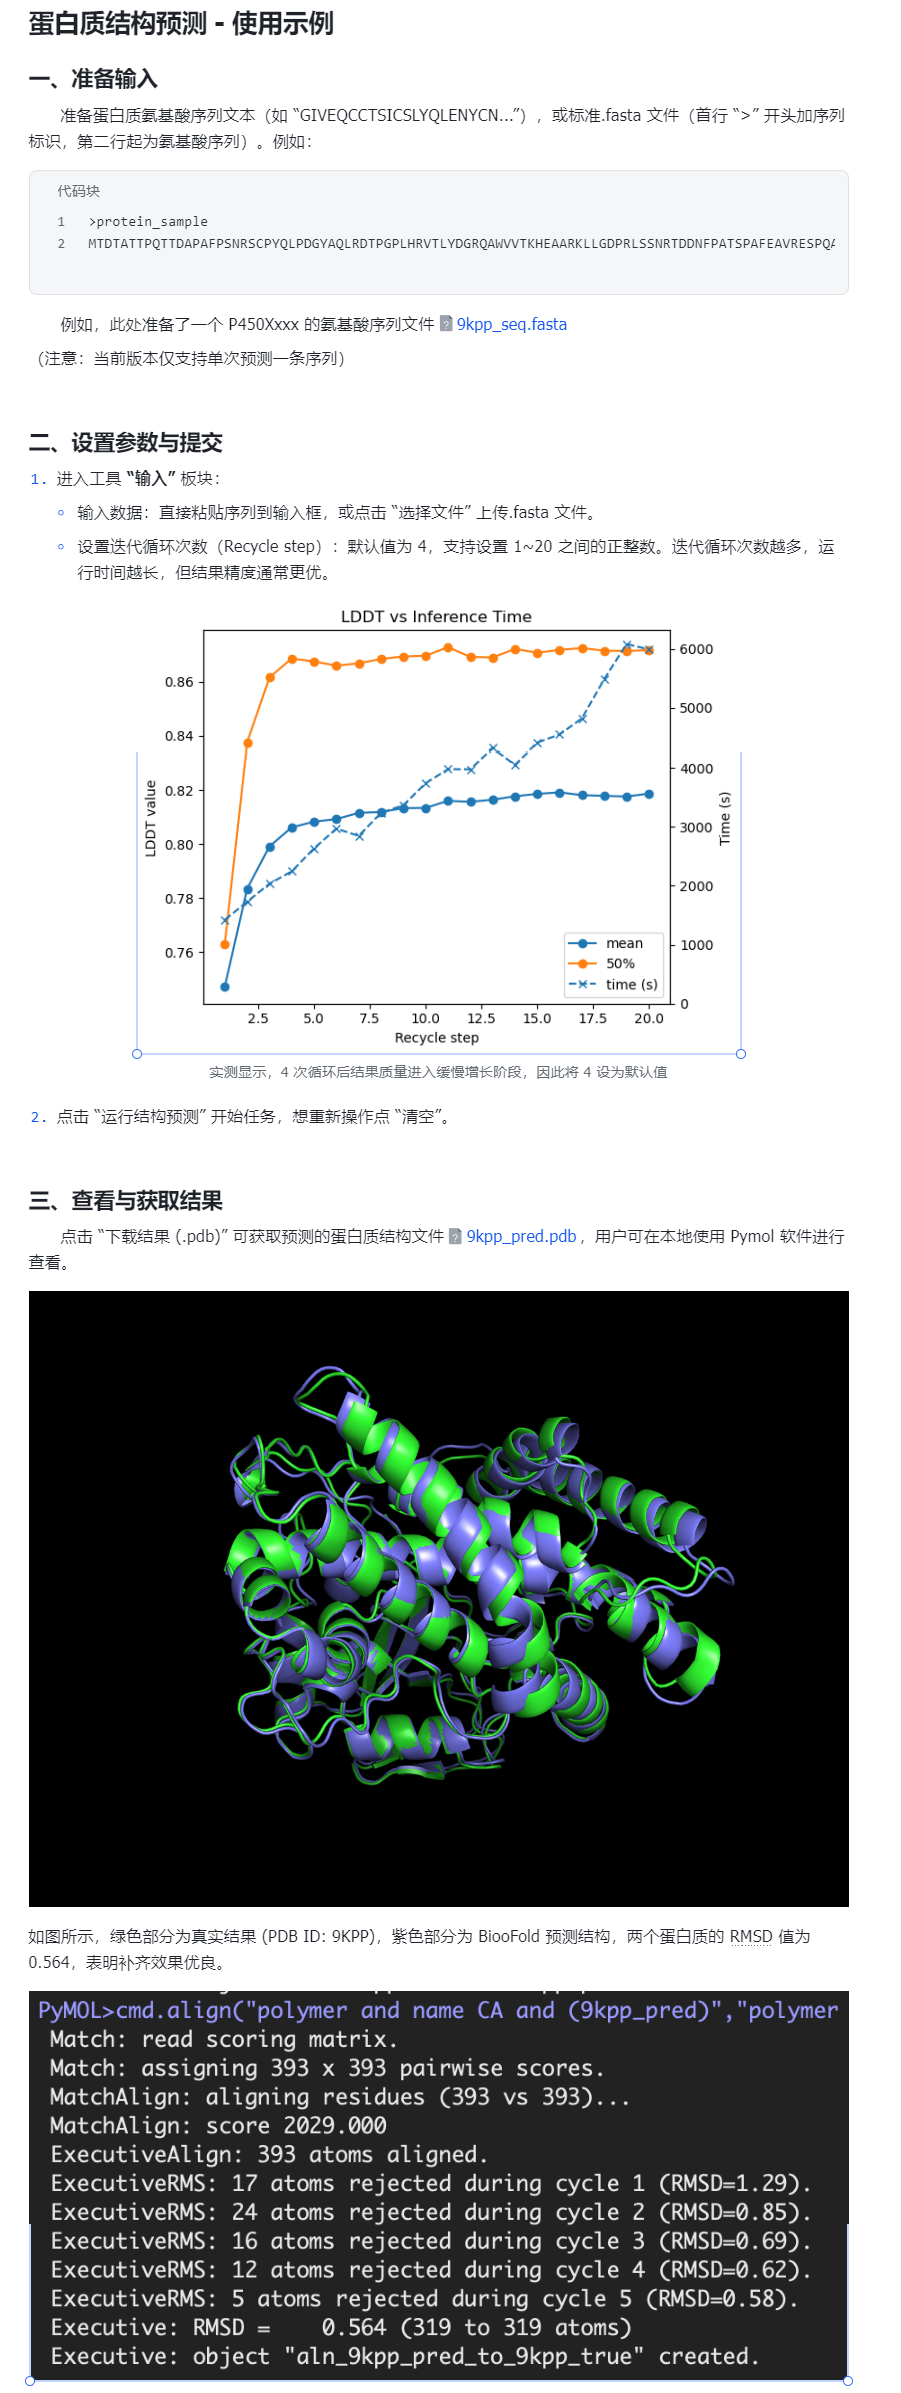 蛋白质结构预测 - 使用示例
一、准备输入
准备蛋白质氨基酸序列文本（如 “GIVEQCCTSICSLYQLENYCN...”），或标准.fasta 文件（首行 “>” 开头加序列
标识，第二行起为氨基酸序列）。例如：
代码块
1 >protein_sample
2 MTDTATTPQTTDAPAFPSNRSCPYQLPDGYAQLRDTPGPLHRVTLYDGRQAWVVTKHEAARKLLGDPRLSSNRTDDNFPATSPAFEAVRESPQA
例如，此处准备了一个 P450Xxxx 的氨基酸序列文件 9kpp_seq.fasta
（注意：当前版本仅支持单次预测一条序列）
二、设置参数与提交
1. 进入工具 “输入” 板块：
输入数据：直接粘贴序列到输入框，或点击 “选择文件” 上传.fasta 文件。
设置迭代循环次数（Recycle step）：默认值为 4，支持设置 1~20 之间的正整数。迭代循环次数越多，运
行时间越长，但结果精度通常更优。
LDDT vs Inference Time
LDDT value
0.86
0.84
0.82
0.80
0.78
0.76
6000
5000
4000
3000
2000
1000
0
Time (s)
mean
50%
time (s)
2.5 5.0 7.5 10.0 12.5 15.0 17.5 20.0
Recycle step
实测显示，4 次循环后结果质量进入缓慢增长阶段，因此将 4 设为默认值
2. 点击 “运行结构预测” 开始任务，想重新操作点 “清空”。
三、查看与获取结果
点击 “下载结果 (.pdb)” 可获取预测的蛋白质结构文件 9kpp_pred.pdb，用户可在本地使用 Pymol 软件进行
查看。
如图所示，绿色部分为真实结果 (PDB ID: 9KPP)，紫色部分为 BiooFold 预测结构，两个蛋白质的 RMSD 值为
0.564，表明补齐效果优良。
PyMOL>cmd.align("polymer and name CA and (9kpp_pred)","polymer
Match: read scoring matrix.
Match: assigning 393 x 393 pairwise scores.
MatchAlign: aligning residues (393 vs 393)...
MatchAlign: score 2029.000
ExecutiveAlign: 393 atoms aligned.
ExecutiveRMS: 17 atoms rejected during cycle 1 (RMSD=1.29).
ExecutiveRMS: 24 atoms rejected during cycle 2 (RMSD=0.85).
ExecutiveRMS: 16 atoms rejected during cycle 3 (RMSD=0.69).
ExecutiveRMS: 12 atoms rejected during cycle 4 (RMSD=0.62).
ExecutiveRMS: 5 atoms rejected during cycle 5 (RMSD=0.58).
Executive: RMSD = 0.564 (319 to 319 atoms)
Executive: object "aln_9kpp_pred_to_9kpp_true" created.